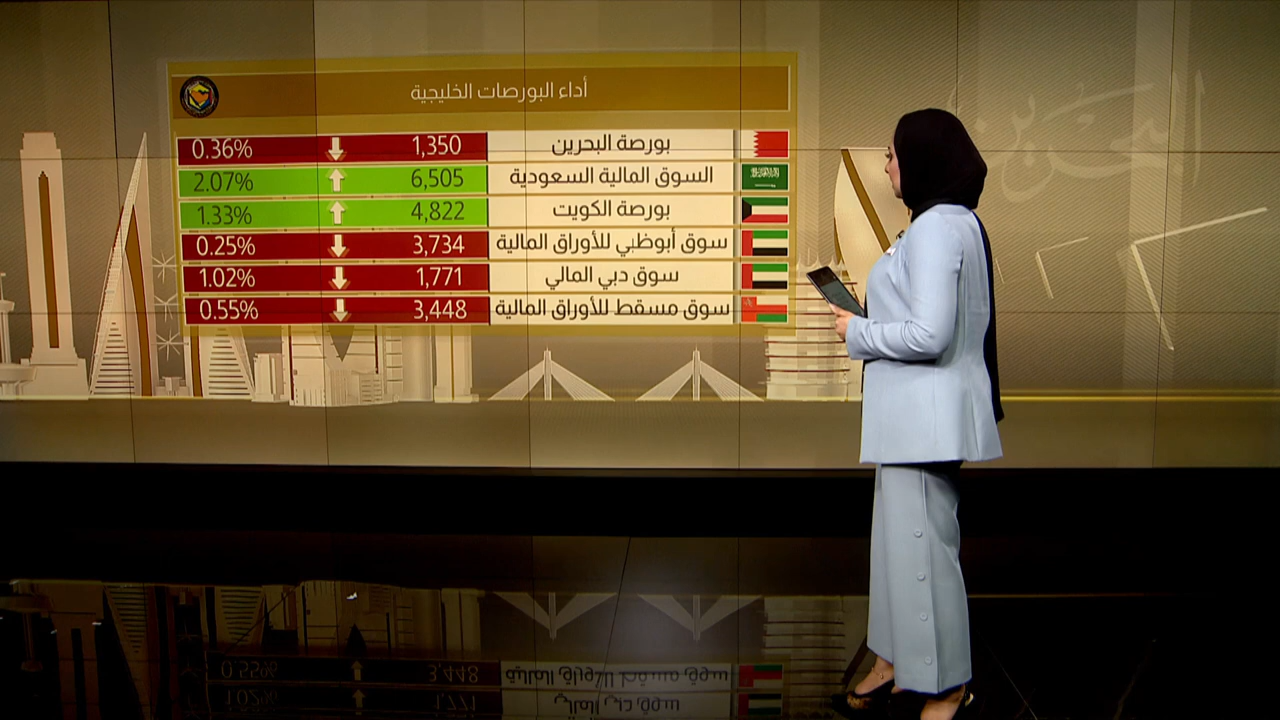 أداء البورصات الخليجية
بورصة البحرين 1,350 0.36%
السوق المالية السعودية 6,505 2.07%
بورصة الكويت 4,822 1.33%
سوق أبوظبي للأوراق المالية 3,734 0.25%
سوق دبي المالي 1,771 1.02%
سوق مسقط للأوراق المالية 3,448 0.55%
البحرين